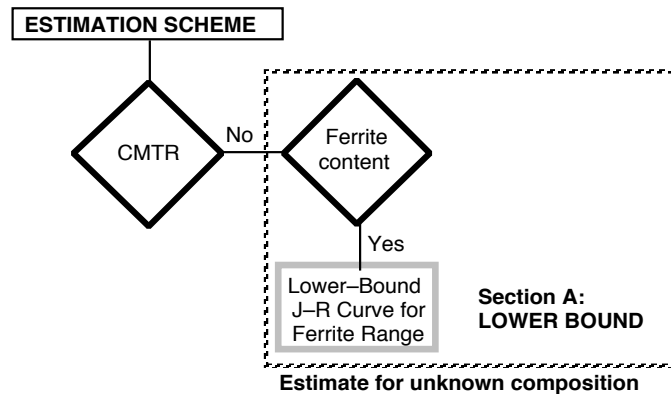 ESTIMATION SCHEME
CMTR
No
Ferrite
content
Yes
Lower–Bound
J–R Curve for
Ferrite Range
Section A:
LOWER BOUND
Estimate for unknown composition